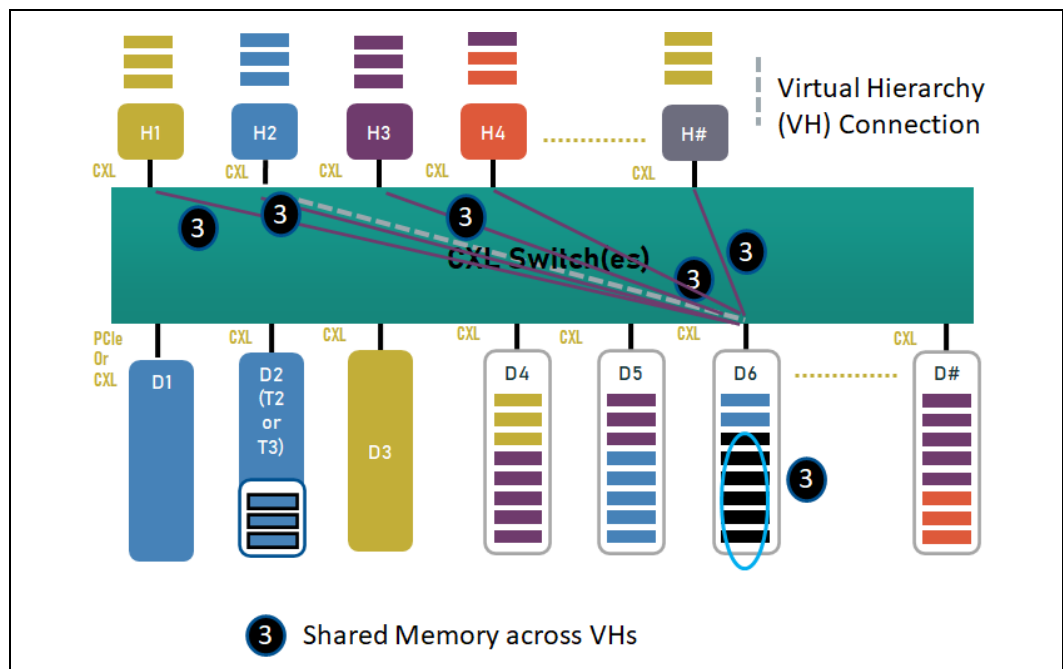 Virtual Hierarchy
(VH) Connection
H1
H2
H3
H4
H#
CXL
CXL
CXL
CXL
CXL
3
3
3
3
3
CXL Switch(es)
PCIe
Or
CXL
CXL
CXL
CXL
CXL
CXL
CXL
D1
D2
(T2
or
T3)
D3
D4
D5
D6
D#
3
3 Shared Memory across VHs